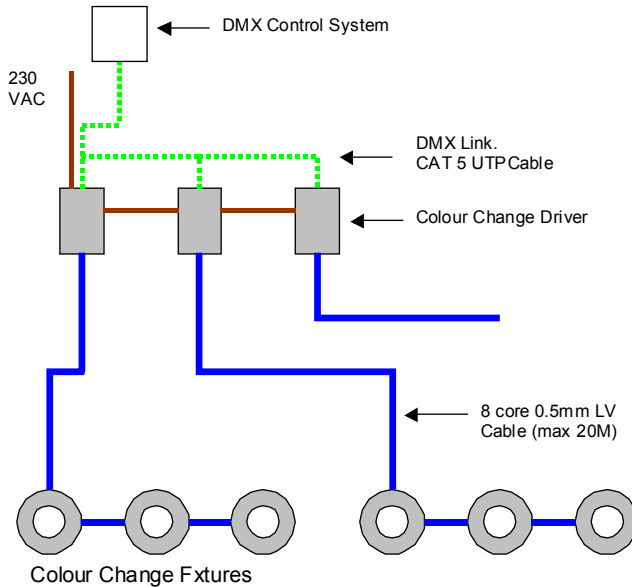 DMX Control System
230
VAC
DMX Link.
CAT 5 UTPCable
Colour Change Driver
8 core 0.5mm LV
Cable (max 20M)
Colour Change Fxtures